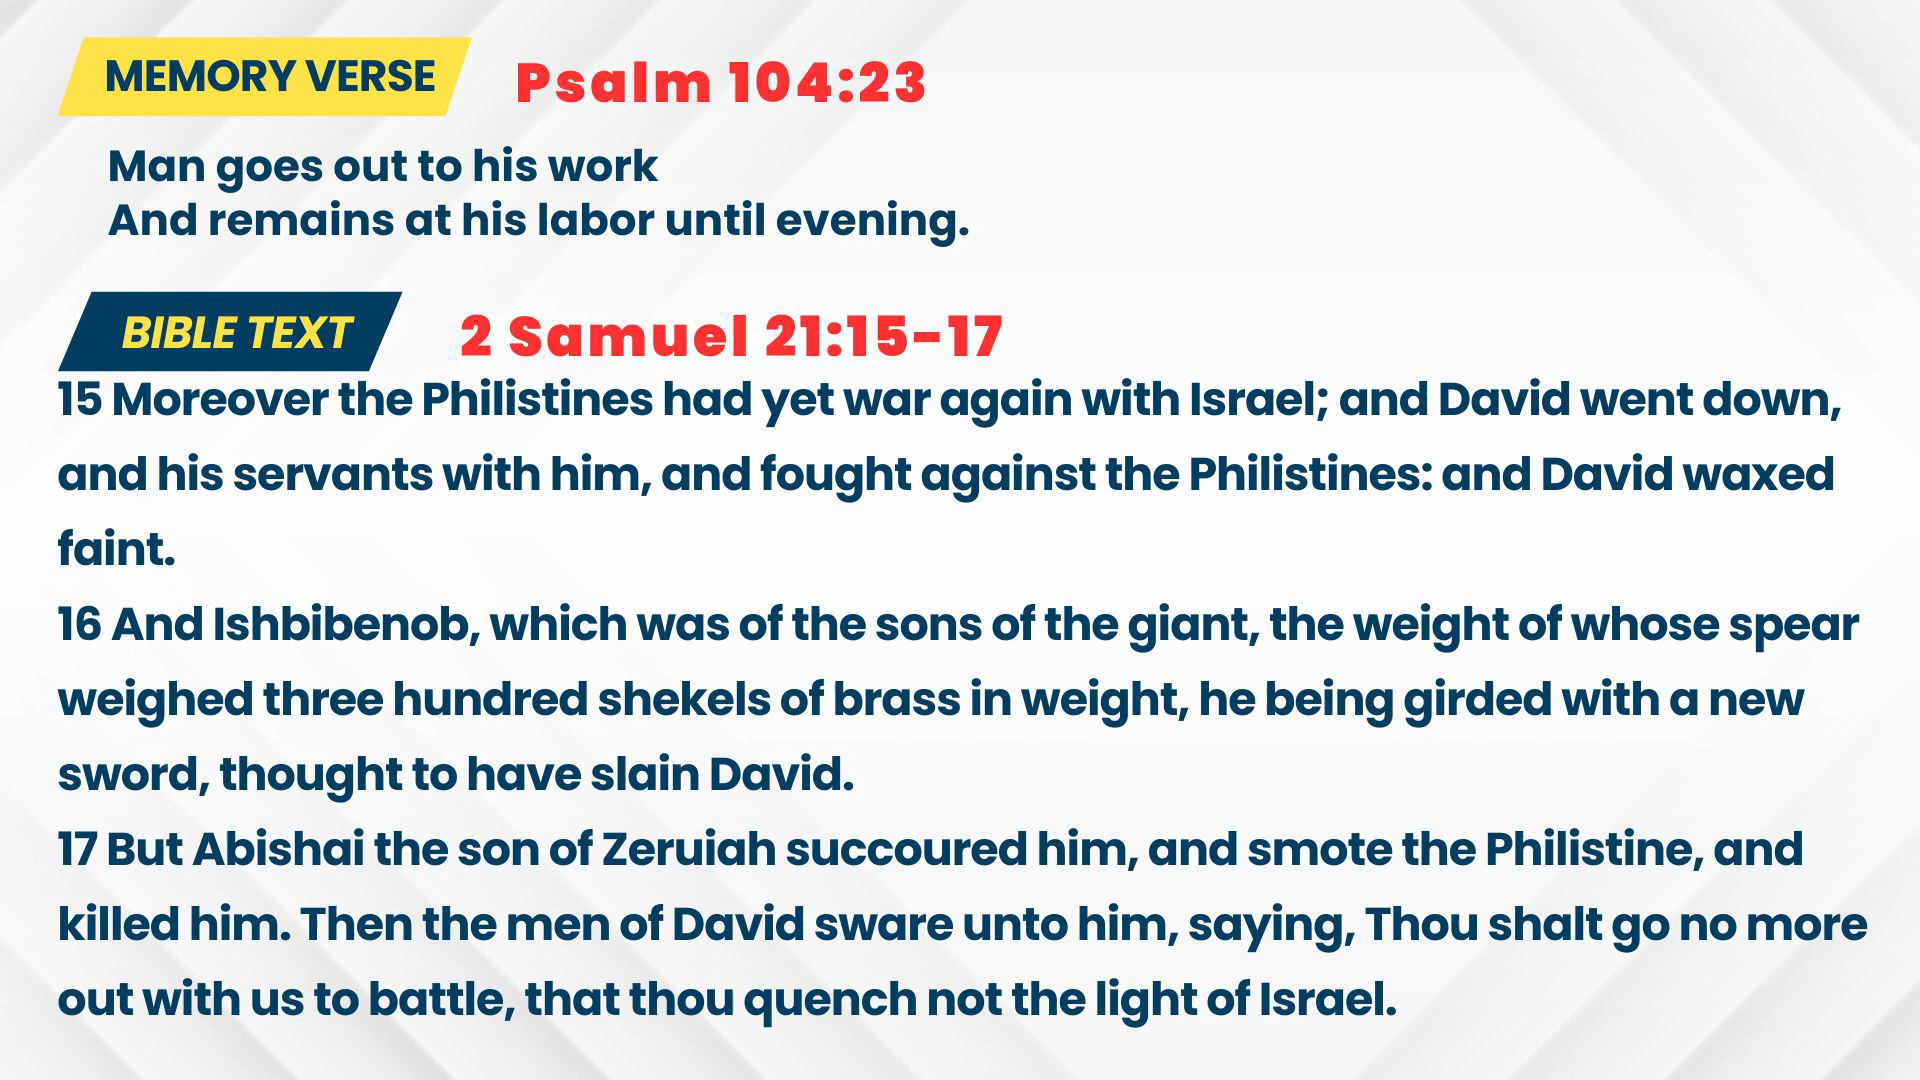 MEMORY VERSE
Psalm 104:23
Man goes out to his work
And remains at his labor until evening.
BIBLE TEXT
2 Samuel 21:15-17
15 Moreover the Philistines had yet war again with Israel; and David went down,
and his servants with him, and fought against the Philistines: and David waxed
faint.
16 And Ishbibenob, which was of the sons of the giant, the weight of whose spear
weighed three hundred shekels of brass in weight, he being girded with a new
sword, thought to have slain David.
17 But Abishai the son of Zeruiah succoured him, and smote the Philistine, and
killed him. Then the men of David sware unto him, saying, Thou shalt go no more
out with us to battle, that thou quench not the light of Israel.